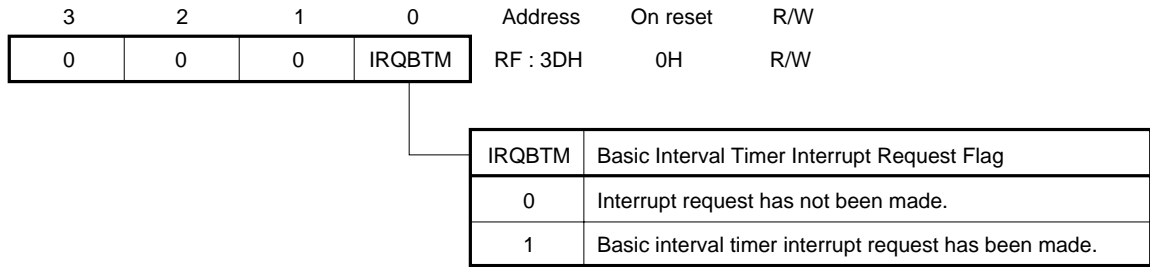 3 2 1 0 Address On reset R/W
0 0 0 IRQBTM RF : 3DH 0H R/W
IRQBTM Basic Interval Timer Interrupt Request Flag
0 Interrupt request has not been made.
1 Basic interval timer interrupt request has been made.